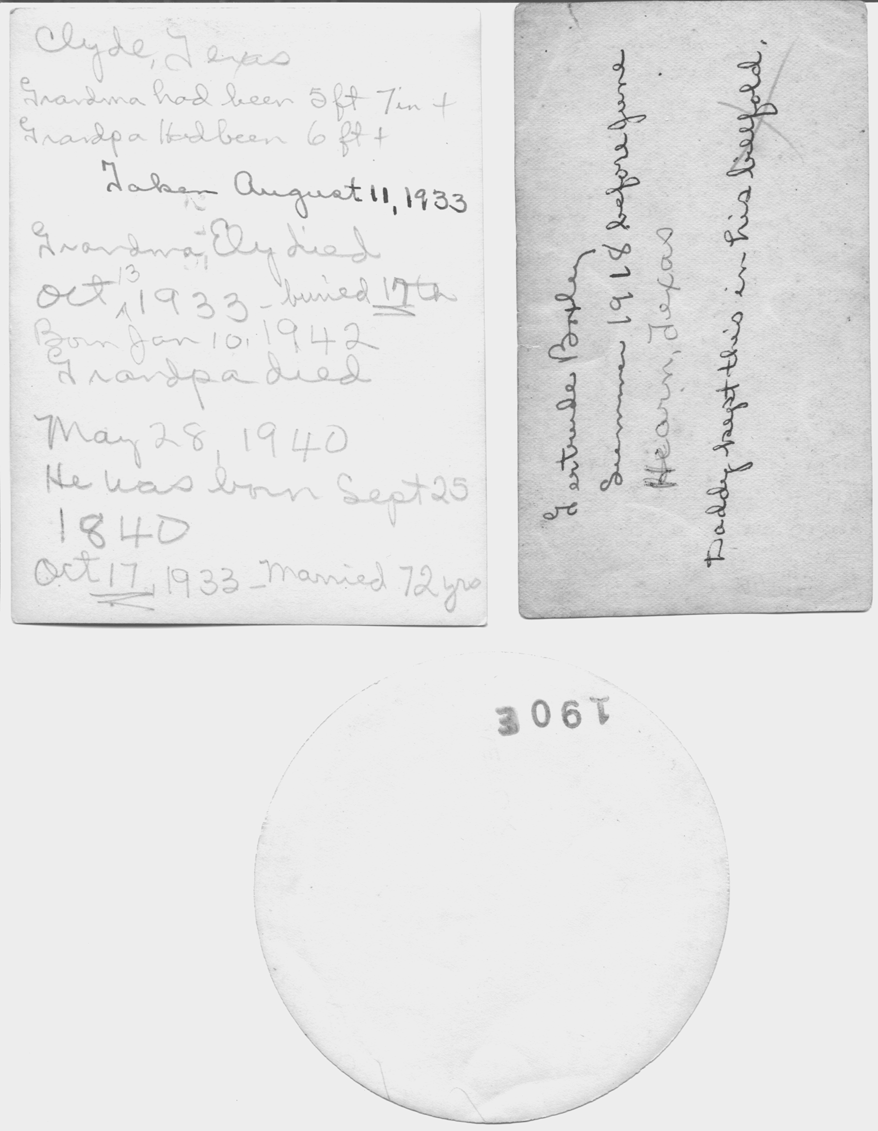 Clyde, Texas
Grandma had been 5 ft 7 in +
Grandpa Had been 6 ft +
Taken August 11, 1933
Grandma Ely died
Oct 13 1933 - buried 17th
Born Jan 10, 1942
Grandpa died
May 28, 1940
He was born Sept 25
1840
Oct 17, 1933 - Married 72 yrs
Gertrude Boxley
Summer 1918 before June
Hearn, Texas
Daddy kept this in his billfold.
190E